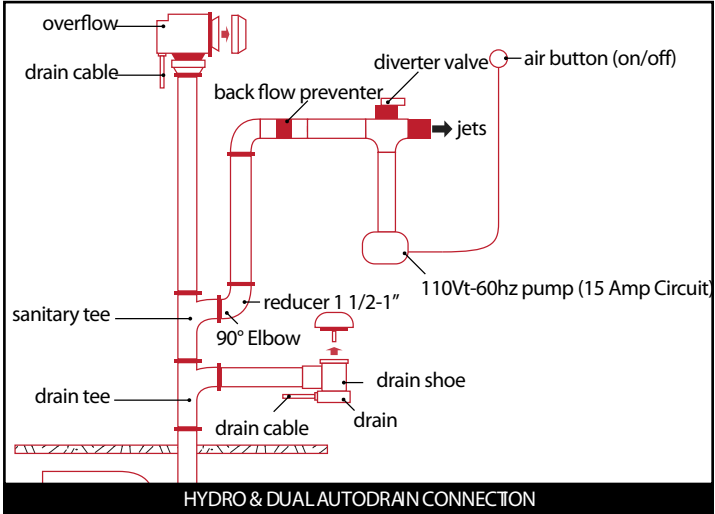 overflow
drain cable
back flow preventer
diverter valve
air button (on/off)
jets
110Vt-60hz pump (15 Amp Circuit)
sanitary tee
reducer 1 1/2-1"
90° Elbow
drain tee
drain shoe
drain cable
drain
HYDRO & DUAL AUTODRAIN CONNECTION